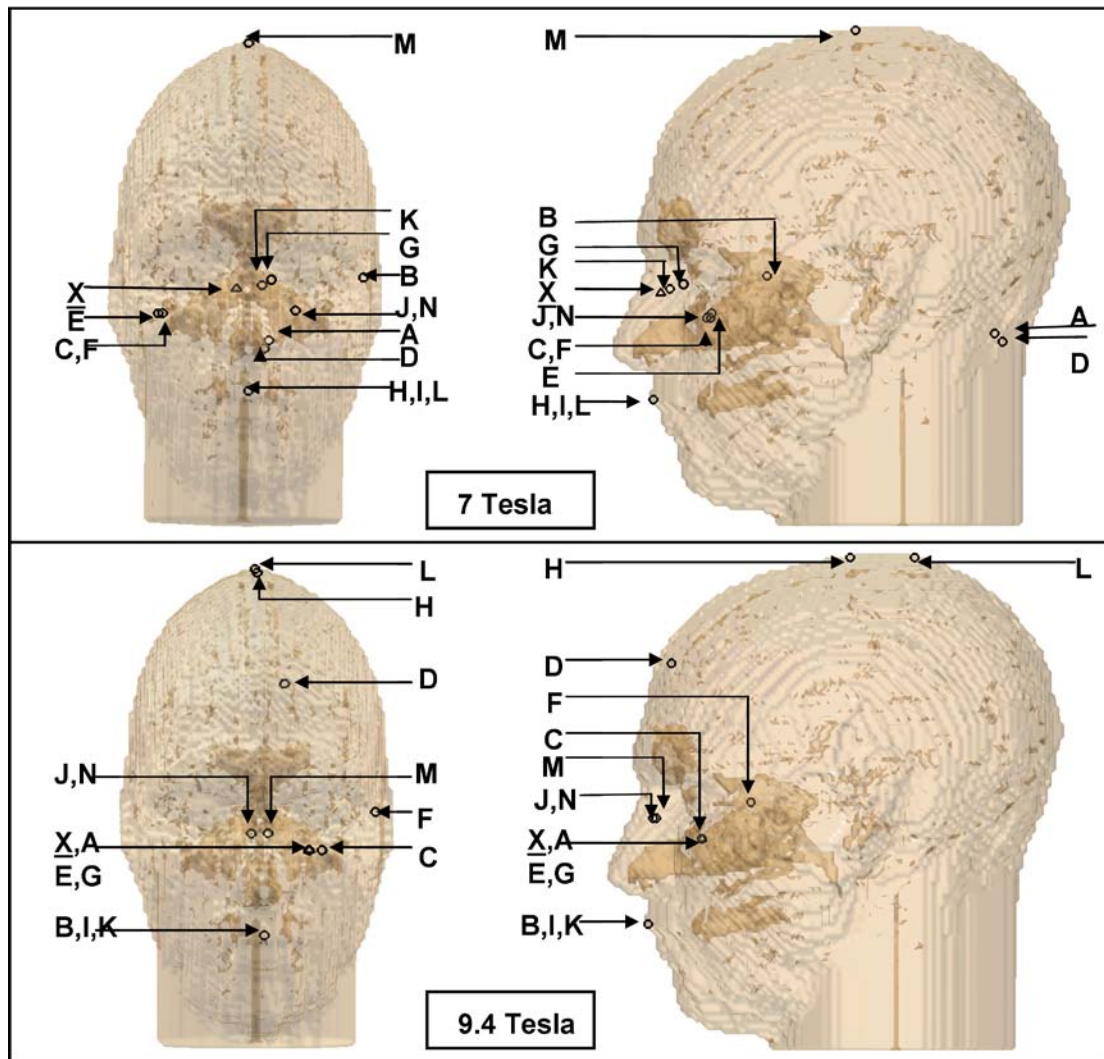 M
K
G
B
X
E
J,N
C,F
A
D
H,I,L
M
B
G
K
X
J,N
C,F
E
H,I,L
A
D
7 Tesla
L
H
D
J,N
M
F
X,A
E,G
C
B,I,K
H
L
D
F
C
M
J,N
X,A
E,G
B,I,K
9.4 Tesla